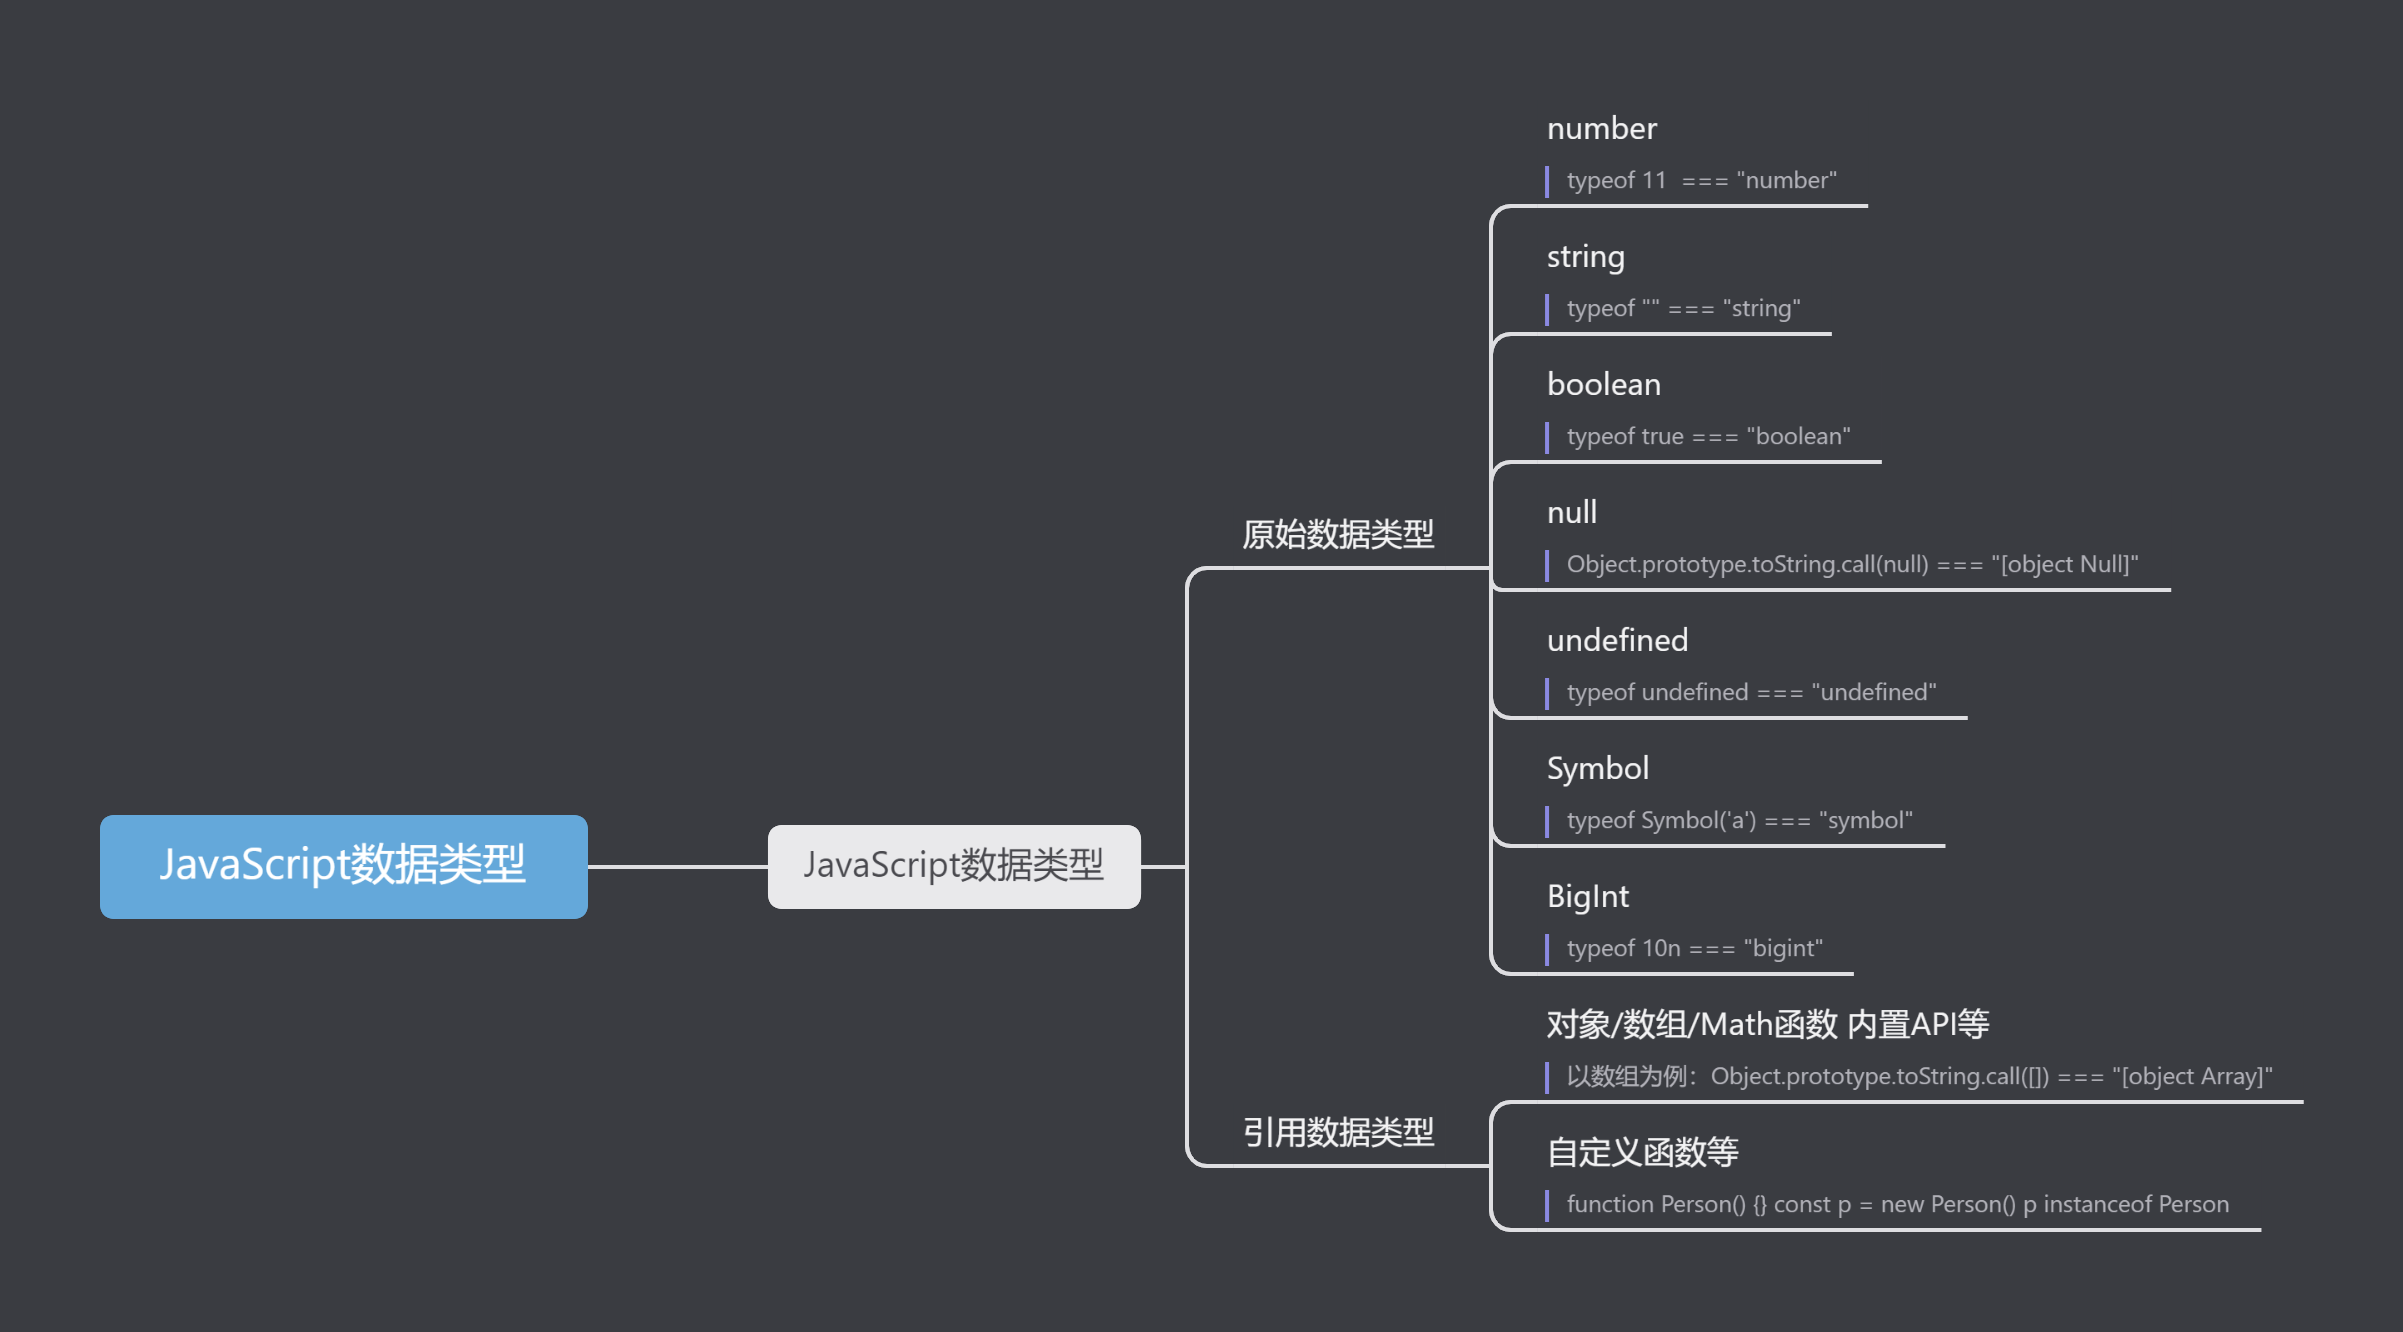 JavaScript数据类型
JavaScript数据类型
原始数据类型
number
typeof 11  === "number"
string
typeof "" === "string"
boolean
typeof true === "boolean"
null
Object.prototype.toString.call(null) === "[object Null]"
undefined
typeof undefined === "undefined"
Symbol
typeof Symbol('a') === "symbol"
BigInt
typeof 10n === "bigint"
引用数据类型
对象/数组/Math函数 内置API等
以数组为例：Object.prototype.toString.call([]) === "[object Array]"
自定义函数等
function Person() {} const p = new Person() p instanceof Person